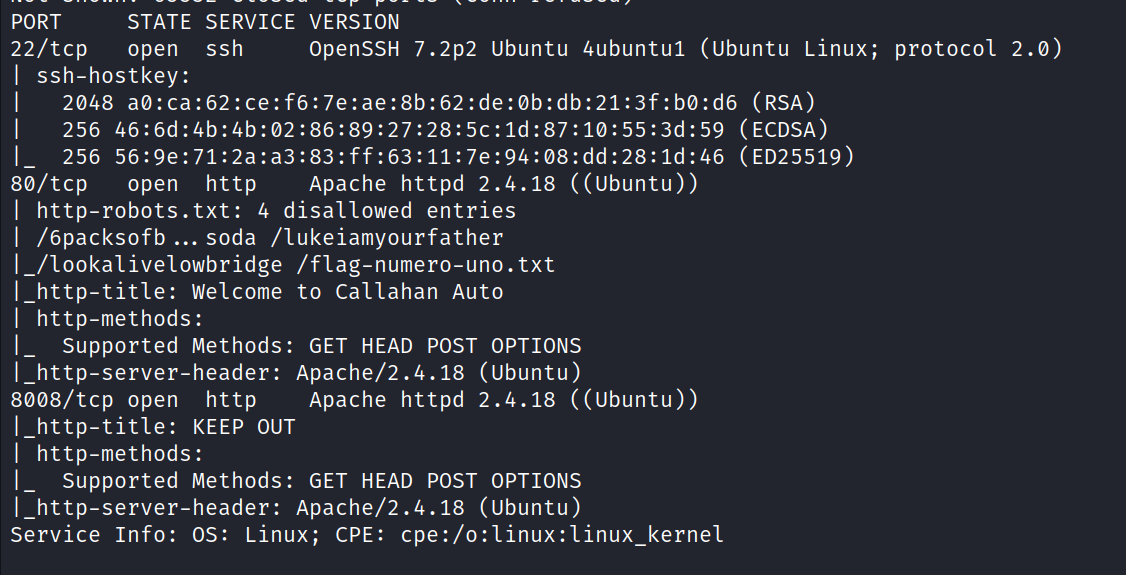 PORT     STATE SERVICE VERSION
22/tcp   open  ssh     OpenSSH 7.2p2 Ubuntu 4ubuntu1 (Ubuntu Linux; protocol 2.0)
| ssh-hostkey:
|   2048 a0:ca:62:ce:f6:7e:ae:8b:62:de:0b:db:21:3f:b0:d6 (RSA)
|   256 46:6d:4b:4b:02:86:89:27:28:5c:1d:87:10:55:3d:59 (ECDSA)
|_  256 56:9e:71:2a:a3:83:ff:63:11:7e:94:08:dd:28:1d:46 (ED25519)
80/tcp   open  http    Apache httpd 2.4.18 ((Ubuntu))
| http-robots.txt: 4 disallowed entries
| /6packsofb...soda /lukeiamyourfather
|_/lookalivelowbridge /flag-numero-uno.txt
|_http-title: Welcome to Callahan Auto
| http-methods:
|_  Supported Methods: GET HEAD POST OPTIONS
|_http-server-header: Apache/2.4.18 (Ubuntu)
8008/tcp open  http    Apache httpd 2.4.18 ((Ubuntu))
|_http-title: KEEP OUT
| http-methods:
|_  Supported Methods: GET HEAD POST OPTIONS
|_http-server-header: Apache/2.4.18 (Ubuntu)
Service Info: OS: Linux; CPE: cpe:/o:linux:linux_kernel